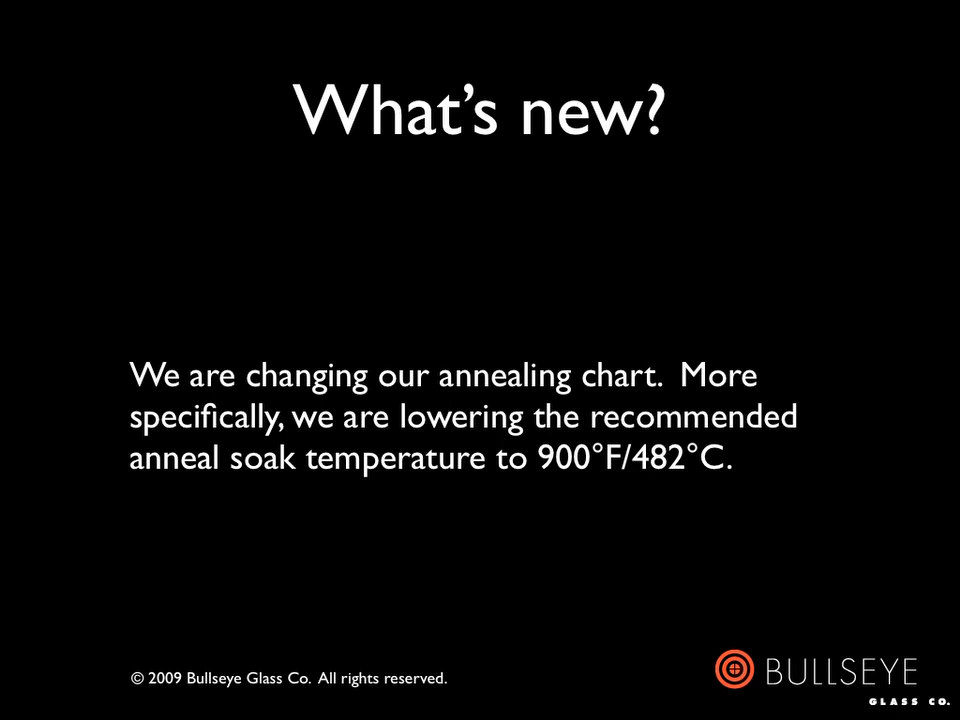 What’s new?
We are changing our annealing chart.  More
specifically, we are lowering the recommended
anneal soak temperature to 900°F/482°C.
© 2009 Bullseye Glass Co.  All rights reserved.
BULLSEYE
GLASS CO.